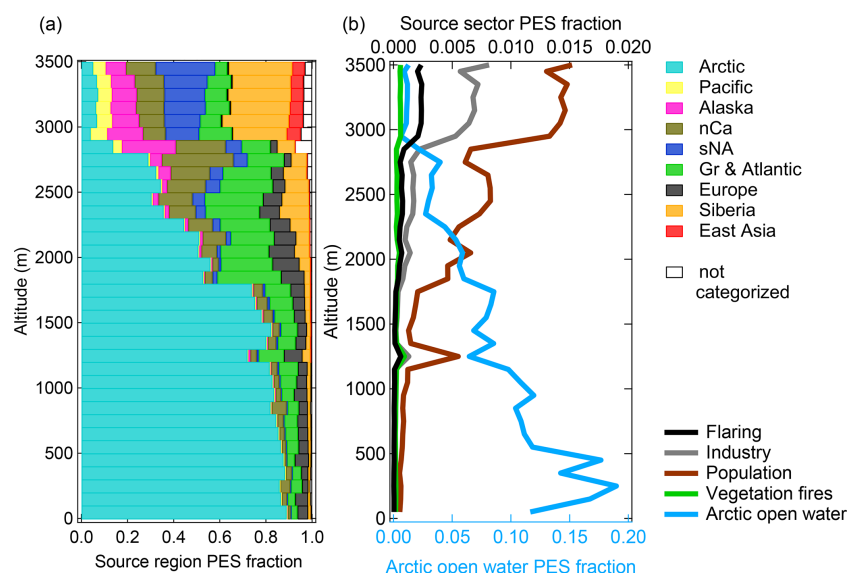 (a)
3500
3000
2500
2000
1500
1000
500
0
Altitude (m)
0.0 0.2 0.4 0.6 0.8 1.0
Source region PES fraction
(b)
Source sector PES fraction
0.000 0.005 0.010 0.015 0.020
3500
3000
2500
2000
1500
1000
500
0
Altitude (m)
0.00 0.05 0.10 0.15 0.20
Arctic open water PES fraction
Arctic
Pacific
Alaska
nCa
sNA
Gr & Atlantic
Europe
Siberia
East Asia
not
categorized
Flaring
Industry
Population
Vegetation fires
Arctic open water